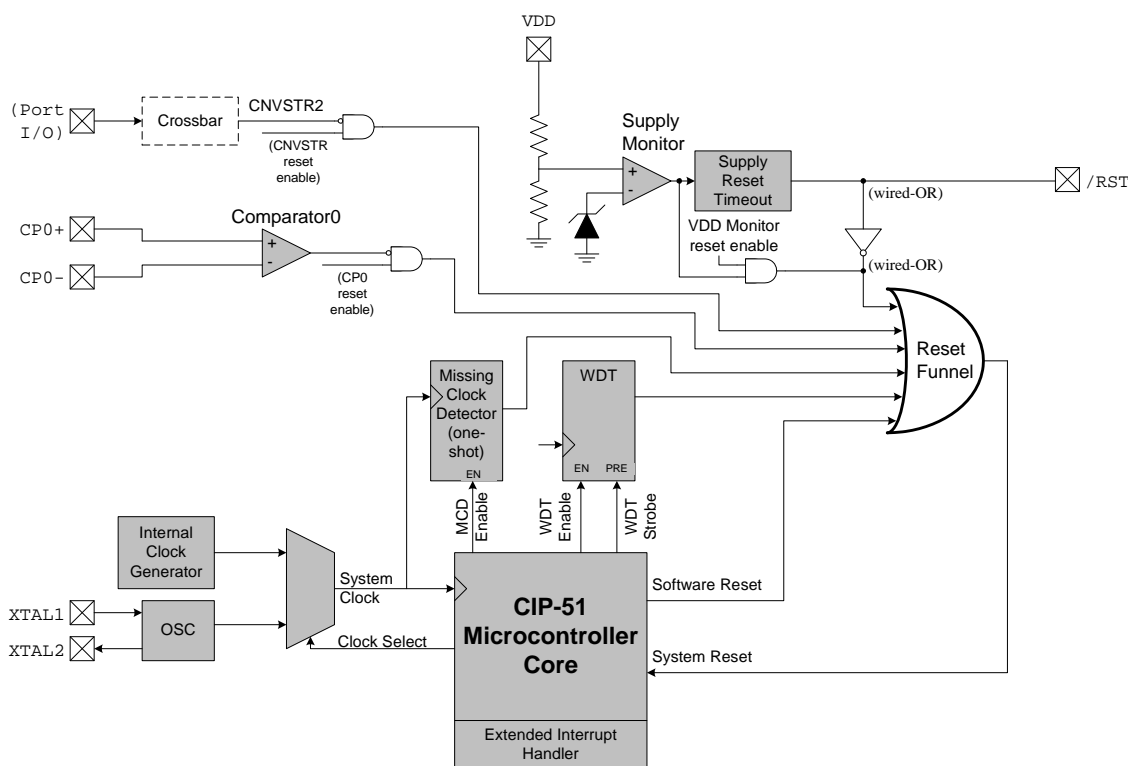 VDD
(Port
I/O)
Crossbar
CNVSTR2
(CNVSTR
reset
enable)
Supply
Monitor
+
-
Supply
Reset
Timeout
(wired-OR)
/RST
CP0+
CP0-
Comparator0
+
-
(CP0
reset
enable)
VDD Monitor
reset enable
(wired-OR)
Reset
Funnel
Missing
Clock
Detector
(one-
shot)
EN
WDT
EN
PRE
MCD
Enable
WDT
Enable
WDT
Strobe
Internal
Clock
Generator
System
Clock
XTAL1
XTAL2
OSC
Clock Select
CIP-51
Microcontroller
Core
Software Reset
System Reset
Extended Interrupt
Handler